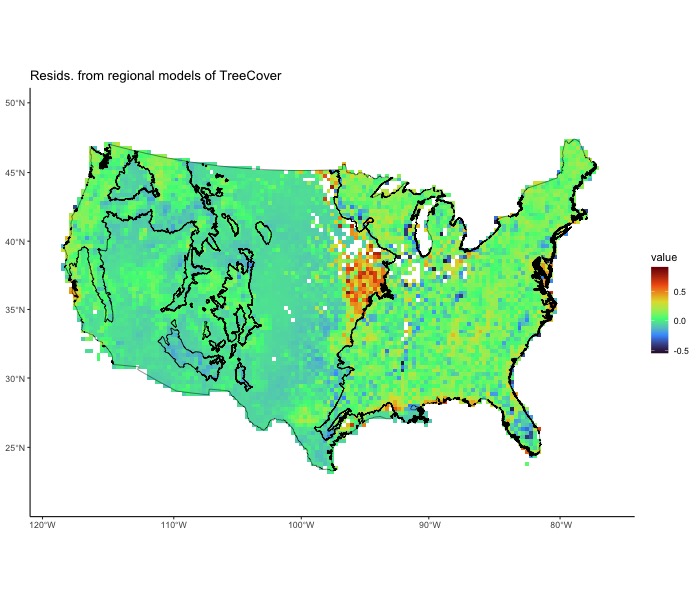 Resids. from regional models of TreeCover
50°N
45°N
40°N
35°N
30°N
25°N
120°W
110°W
100°W
90°W
80°W
value
0.5
0.0
-0.5